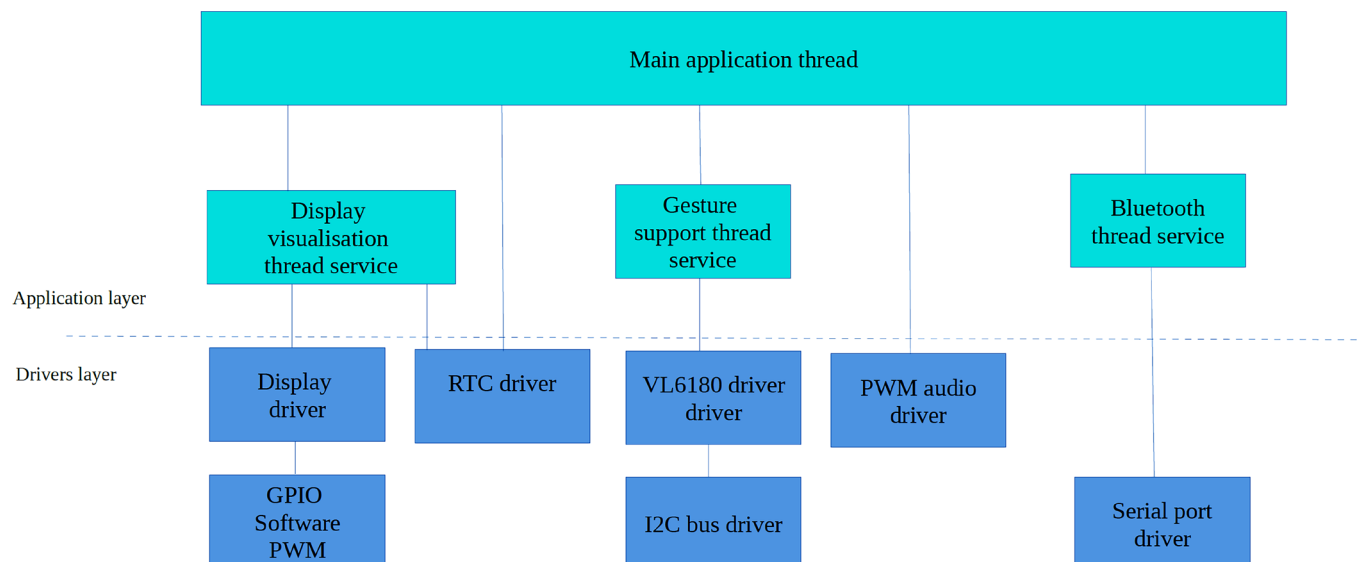 Main application thread
Display
visualisation
thread service
Gesture
support thread
service
Bluetooth
thread service
Application layer
Drivers layer
Display
driver
RTC driver
VL6180 driver
driver
PWM audio
driver
GPIO
Software
PWM
I2C bus driver
Serial port
driver